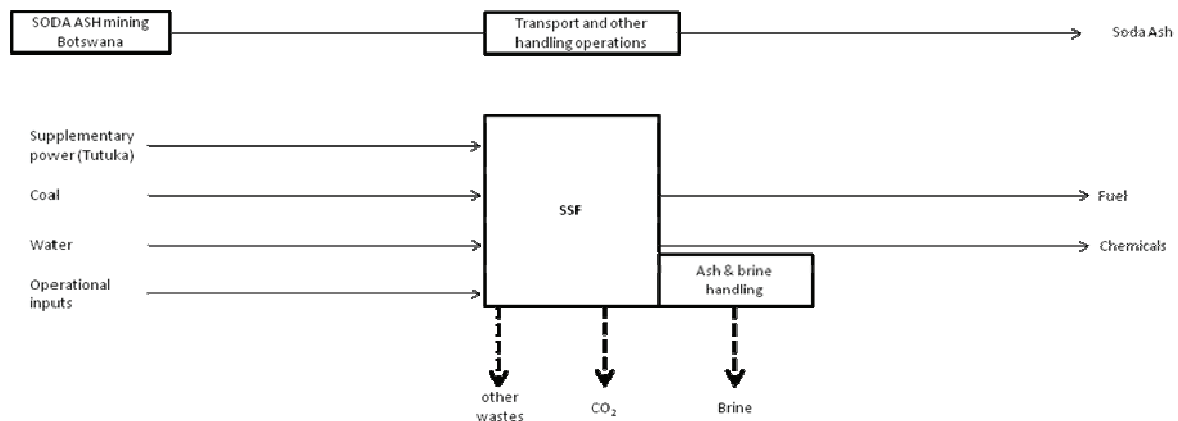 SODA ASH mining
Botswana
Transport and other
handling operations
Soda Ash
Supplementary
power (Tutuka)
Coal
SSF
Fuel
Water
Chemicals
Ash & brine
handling
Operational
inputs
other
wastes
CO₂
Brine